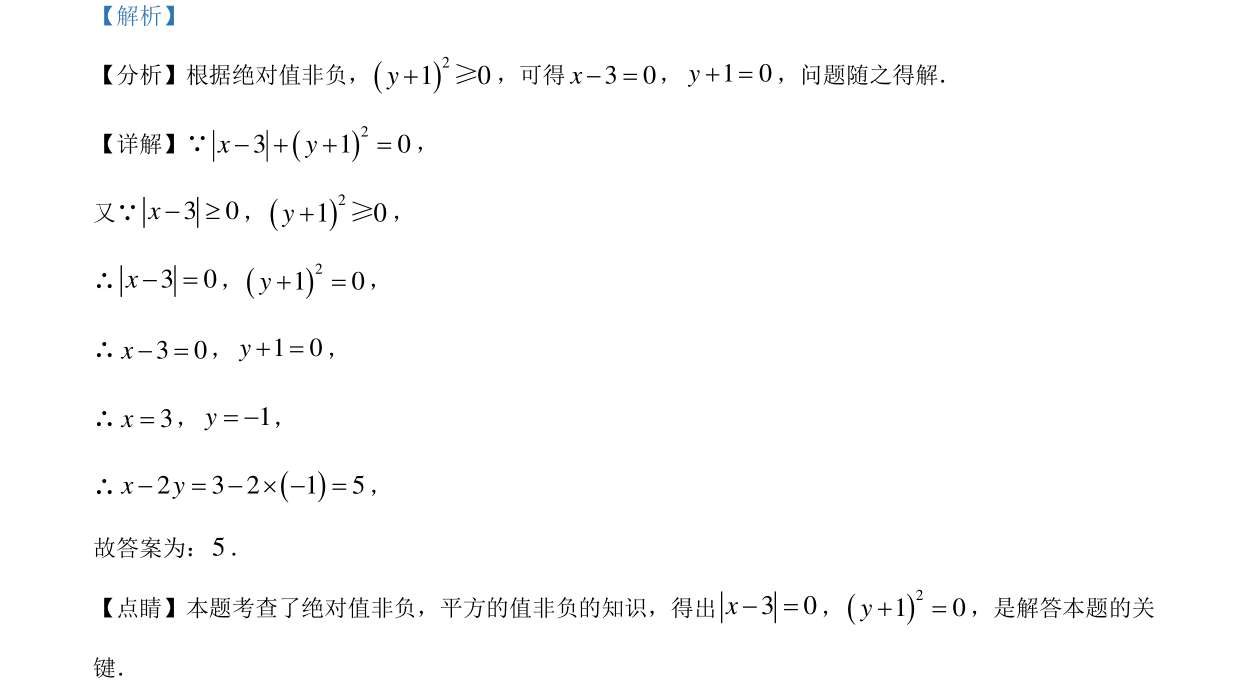 【解析】
【分析】根据绝对值非负，(y+1)²≥0，可得 x−3=0， y+1=0，问题随之得解．
【详解】∵|x−3|+(y+1)²=0，
又∵|x−3|≥0，(y+1)²≥0，
∴|x−3|=0，(y+1)²=0，
∴ x−3=0， y+1=0，
∴ x=3， y=−1，
∴ x−2y=3−2×(−1)=5，
故答案为：5．
【点睛】本题考查了绝对值非负，平方的值非负的知识，得出|x−3|=0，(y+1)²=0，是解答本题的关
键．